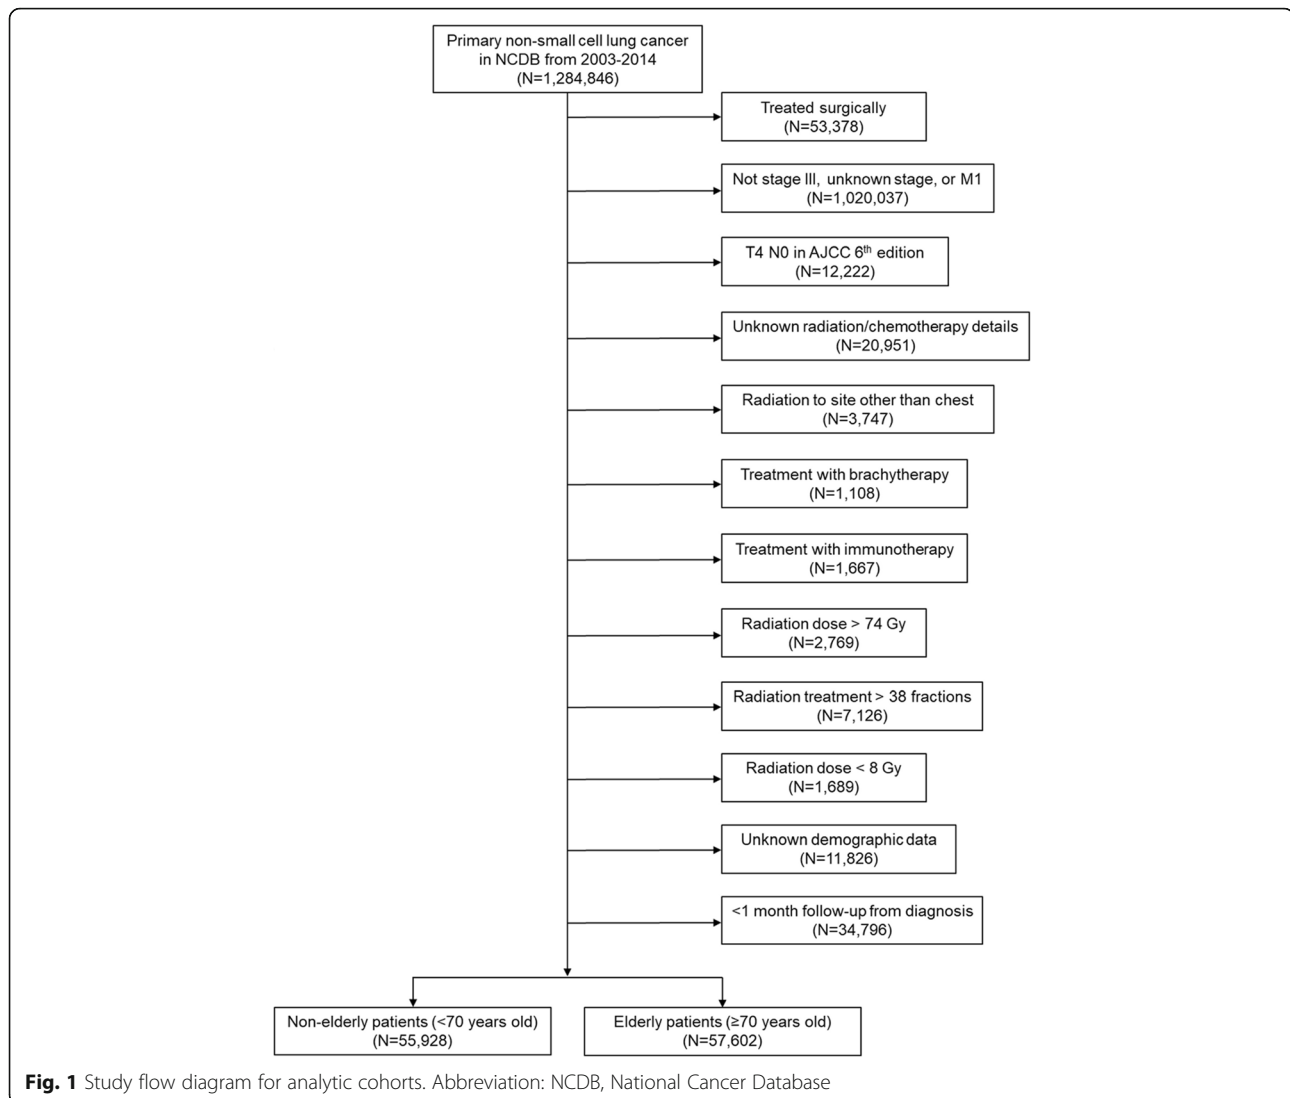 Primary non-small cell lung cancer
in NCDB from 2003-2014
(N=1,284,846)
Treated surgically
(N=53,378)
Not stage III, unknown stage, or M1
(N=1,020,037)
T4 N0 in AJCC 6th edition
(N=12,222)
Unknown radiation/chemotherapy details
(N=20,951)
Radiation to site other than chest
(N=3,747)
Treatment with brachytherapy
(N=1,108)
Treatment with immunotherapy
(N=1,667)
Radiation dose > 74 Gy
(N=2,769)
Radiation treatment > 38 fractions
(N=7,126)
Radiation dose < 8 Gy
(N=1,689)
Unknown demographic data
(N=11,826)
<1 month follow-up from diagnosis
(N=34,796)
Non-elderly patients (<70 years old)
(N=55,928)
Elderly patients (≥70 years old)
(N=57,602)
Fig. 1 Study flow diagram for analytic cohorts. Abbreviation: NCDB, National Cancer Database